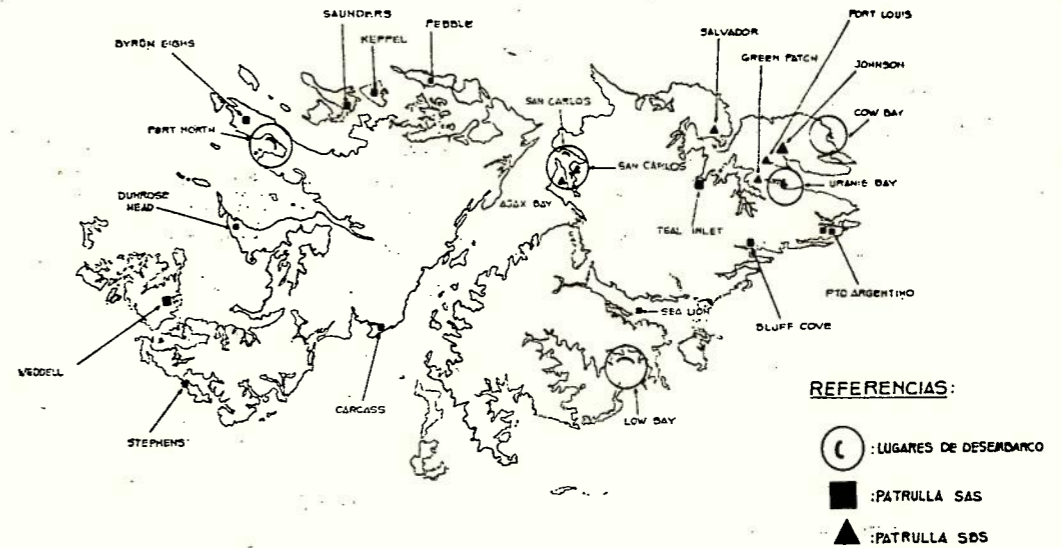 SAUNDERS
PEBBLE
PORT LOUIS
BYRON EIGHS
KEPPEL
SALVADOR
GREEN PATCH
JOHNSON
SAN CARLOS
COW BAY
PORT NORTH
SAN CARLOS
URANIE BAY
DUNROSE
HEAD
AJAX BAY
TEAL INLET
PTO ARGENTINO
SEA LION
BLUFF COVE
WEDDELL
CARCASS
LOW BAY
STEPHENS
REFERENCIAS:
: LUGARES DE DESEMBARCO
:PATRULLA SAS
:PATRULLA SBS